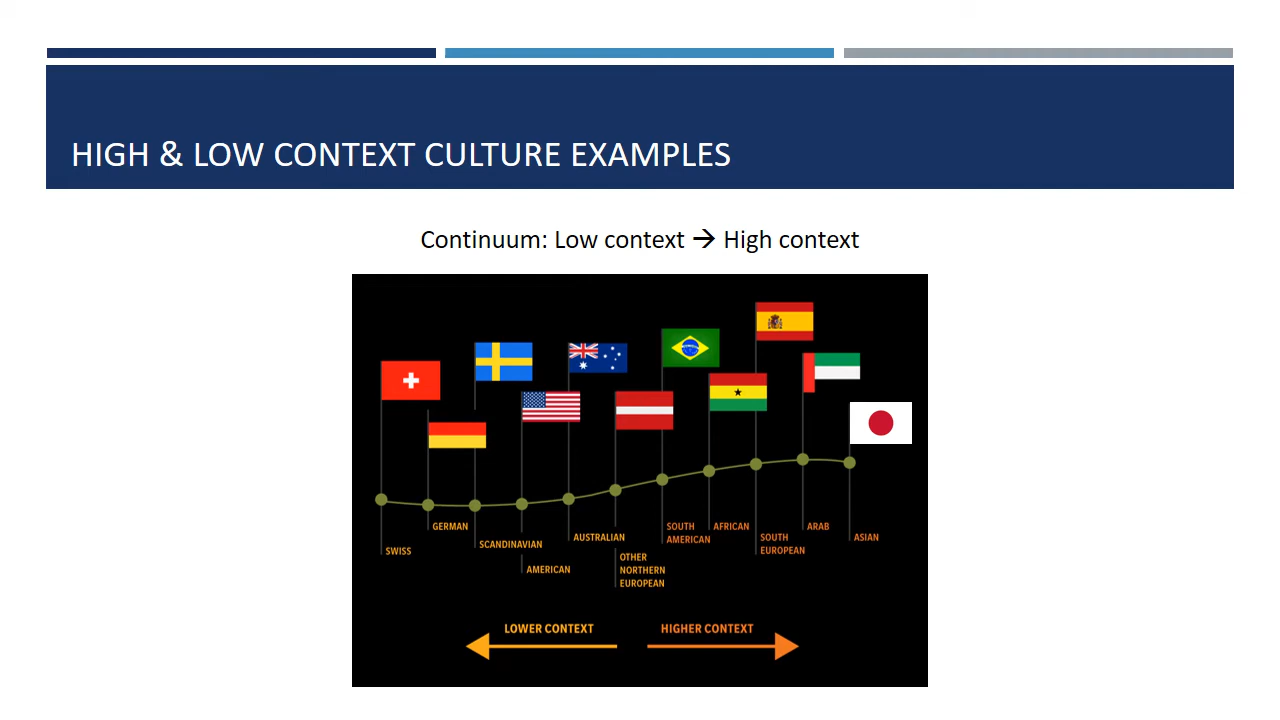 HIGH & LOW CONTEXT CULTURE EXAMPLES
Continuum: Low context → High context
SWISS
GERMAN
SCANDINAVIAN
AMERICAN
AUSTRALIAN
OTHER
NORTHERN
EUROPEAN
SOUTH
AMERICAN
AFRICAN
SOUTH
EUROPEAN
ARAB
ASIAN
LOWER CONTEXT
HIGHER CONTEXT